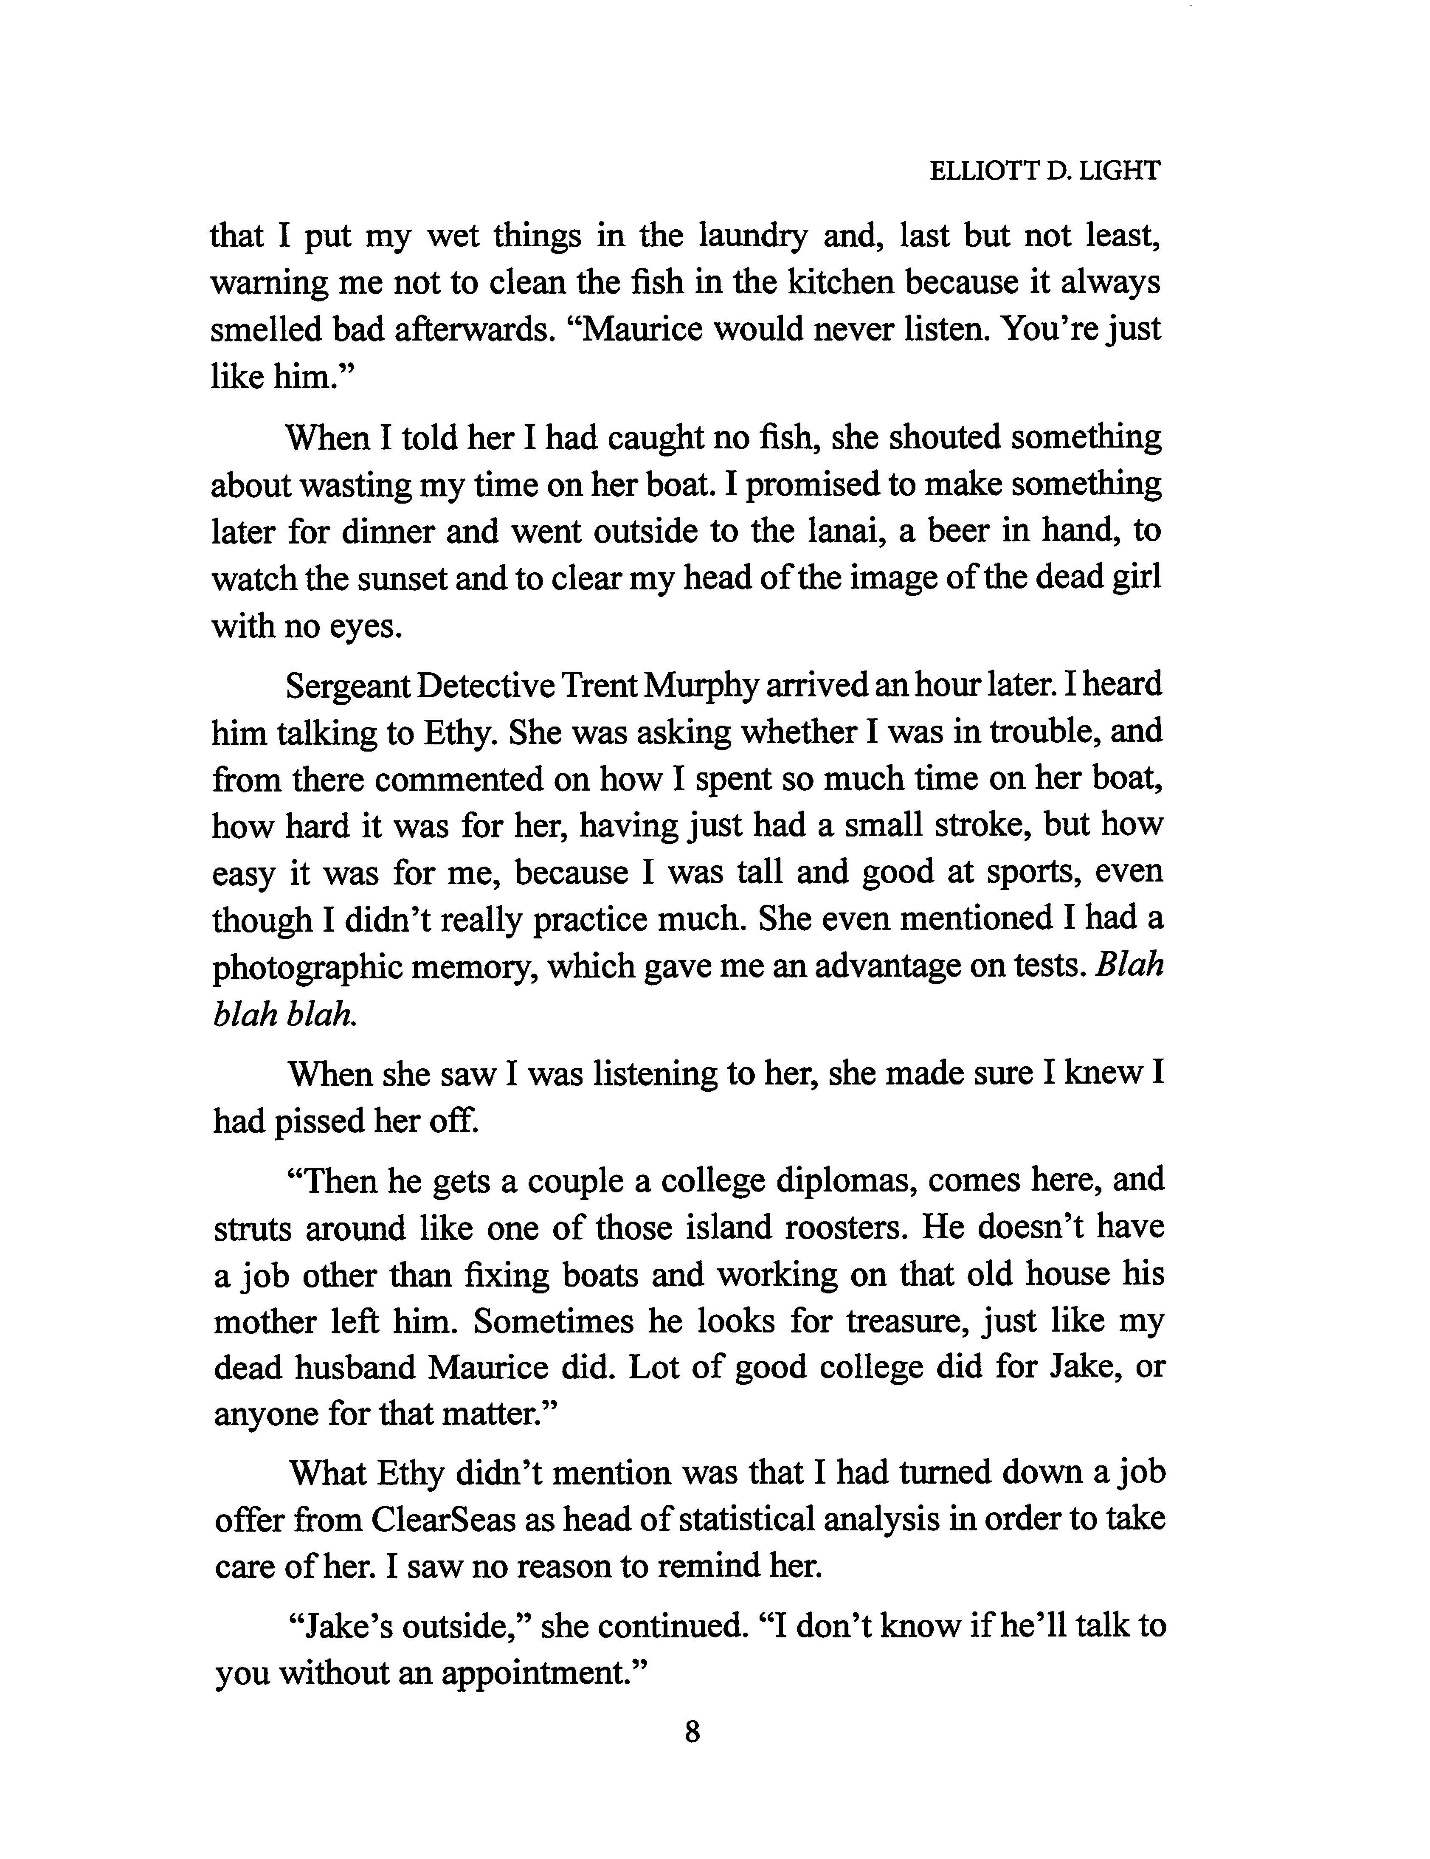 ELLIOTT D. LIGHT
that I put my wet things in the laundry and, last but not least,
warning me not to clean the fish in the kitchen because it always
smelled bad afterwards. “Maurice would never listen. You’re just
like him.”
When I told her I had caught no fish, she shouted something
about wasting my time on her boat. I promised to make something
later for dinner and went outside to the lanai, a beer in hand, to
watch the sunset and to clear my head of the image of the dead girl
with no eyes.
Sergeant Detective Trent Murphy arrived an hour later. I heard
him talking to Ethy. She was asking whether I was in trouble, and
from there commented on how I spent so much time on her boat,
how hard it was for her, having just had a small stroke, but how
easy it was for me, because I was tall and good at sports, even
though I didn’t really practice much. She even mentioned I had a
photographic memory, which gave me an advantage on tests. Blah
blah blah.
When she saw I was listening to her, she made sure I knew I
had pissed her off.
“Then he gets a couple a college diplomas, comes here, and
struts around like one of those island roosters. He doesn’t have
a job other than fixing boats and working on that old house his
mother left him. Sometimes he looks for treasure, just like my
dead husband Maurice did. Lot of good college did for Jake, or
anyone for that matter.”
What Ethy didn’t mention was that I had turned down a job
offer from ClearSeas as head of statistical analysis in order to take
care of her. I saw no reason to remind her.
“Jake’s outside,” she continued. “I don’t know if he’ll talk to
you without an appointment.”
8